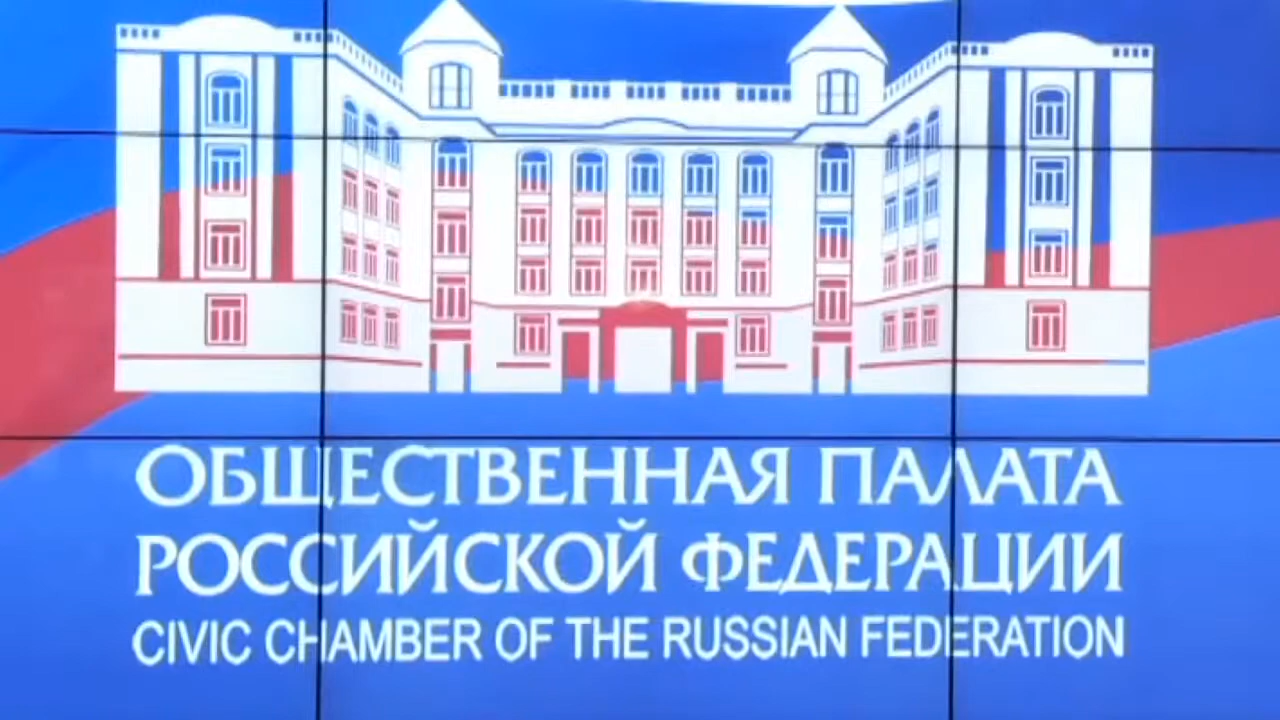 ОБЩЕСТВЕННАЯ ПАЛАТА
РОССИЙСКОЙ ФЕДЕРАЦИИ
CIVIC CHAMBER OF THE RUSSIAN FEDERATION